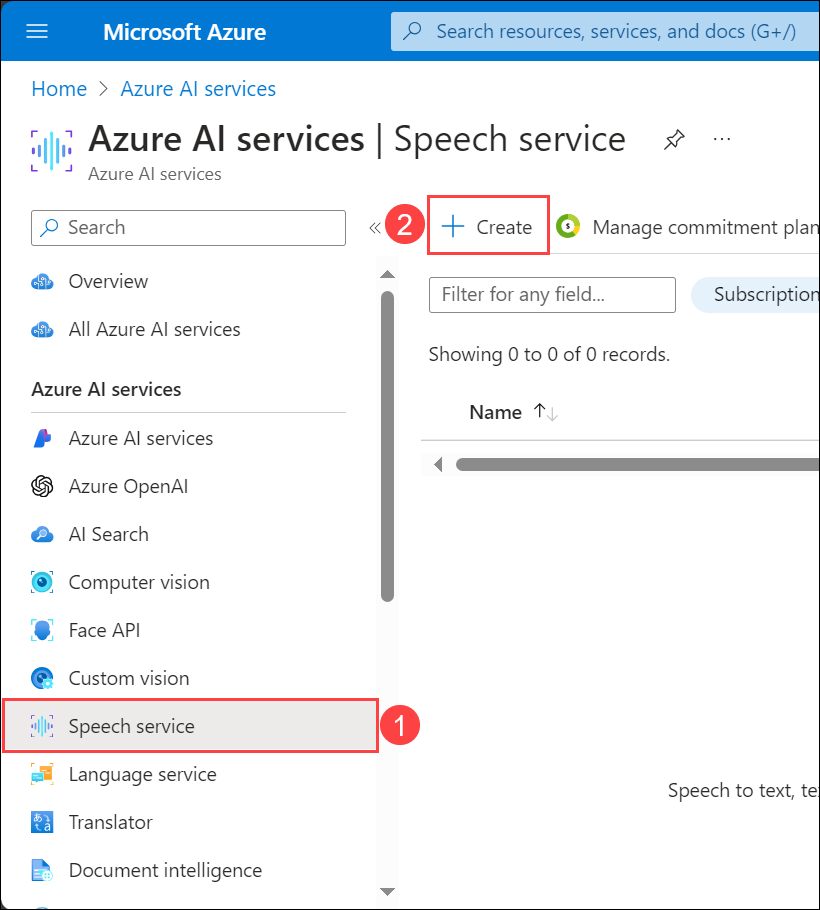 Microsoft Azure
Search resources, services, and docs (G+/)
Home > Azure AI services
Azure AI services | Speech service
...
Azure AI services
Search
«
2
+ Create
$
Manage commitment plan
Overview
Filter for any field...
Subscription
All Azure AI services
Showing 0 to 0 of 0 records.
Azure AI services
Name ↑↓
Azure AI services
Azure OpenAI
AI Search
Computer vision
Face API
Custom vision
Speech service
1
Language service
Speech to text, te
Translator
Document intelligence